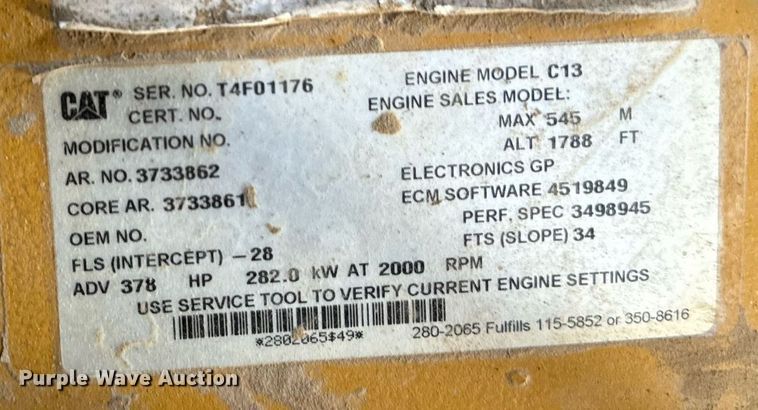 CAT® SER. NO. T4F01176 ENGINE MODEL C13
CERT. NO. ENGINE SALES MODEL:
MODIFICATION NO. MAX 545 M
ALT 1788 FT
AR. NO. 3733862 ELECTRONICS GP
CORE AR. 3733861 ECM SOFTWARE 4519849
OEM NO. PERF. SPEC 3498945
FLS (INTERCEPT) -28 FTS (SLOPE) 34
ADV 378 HP 282.0 kW AT 2000 RPM
USE SERVICE TOOL TO VERIFY CURRENT ENGINE SETTINGS
*2802065$49* 280-2065 Fulfills 115-5852 or 350-8616
Purple Wave Auction